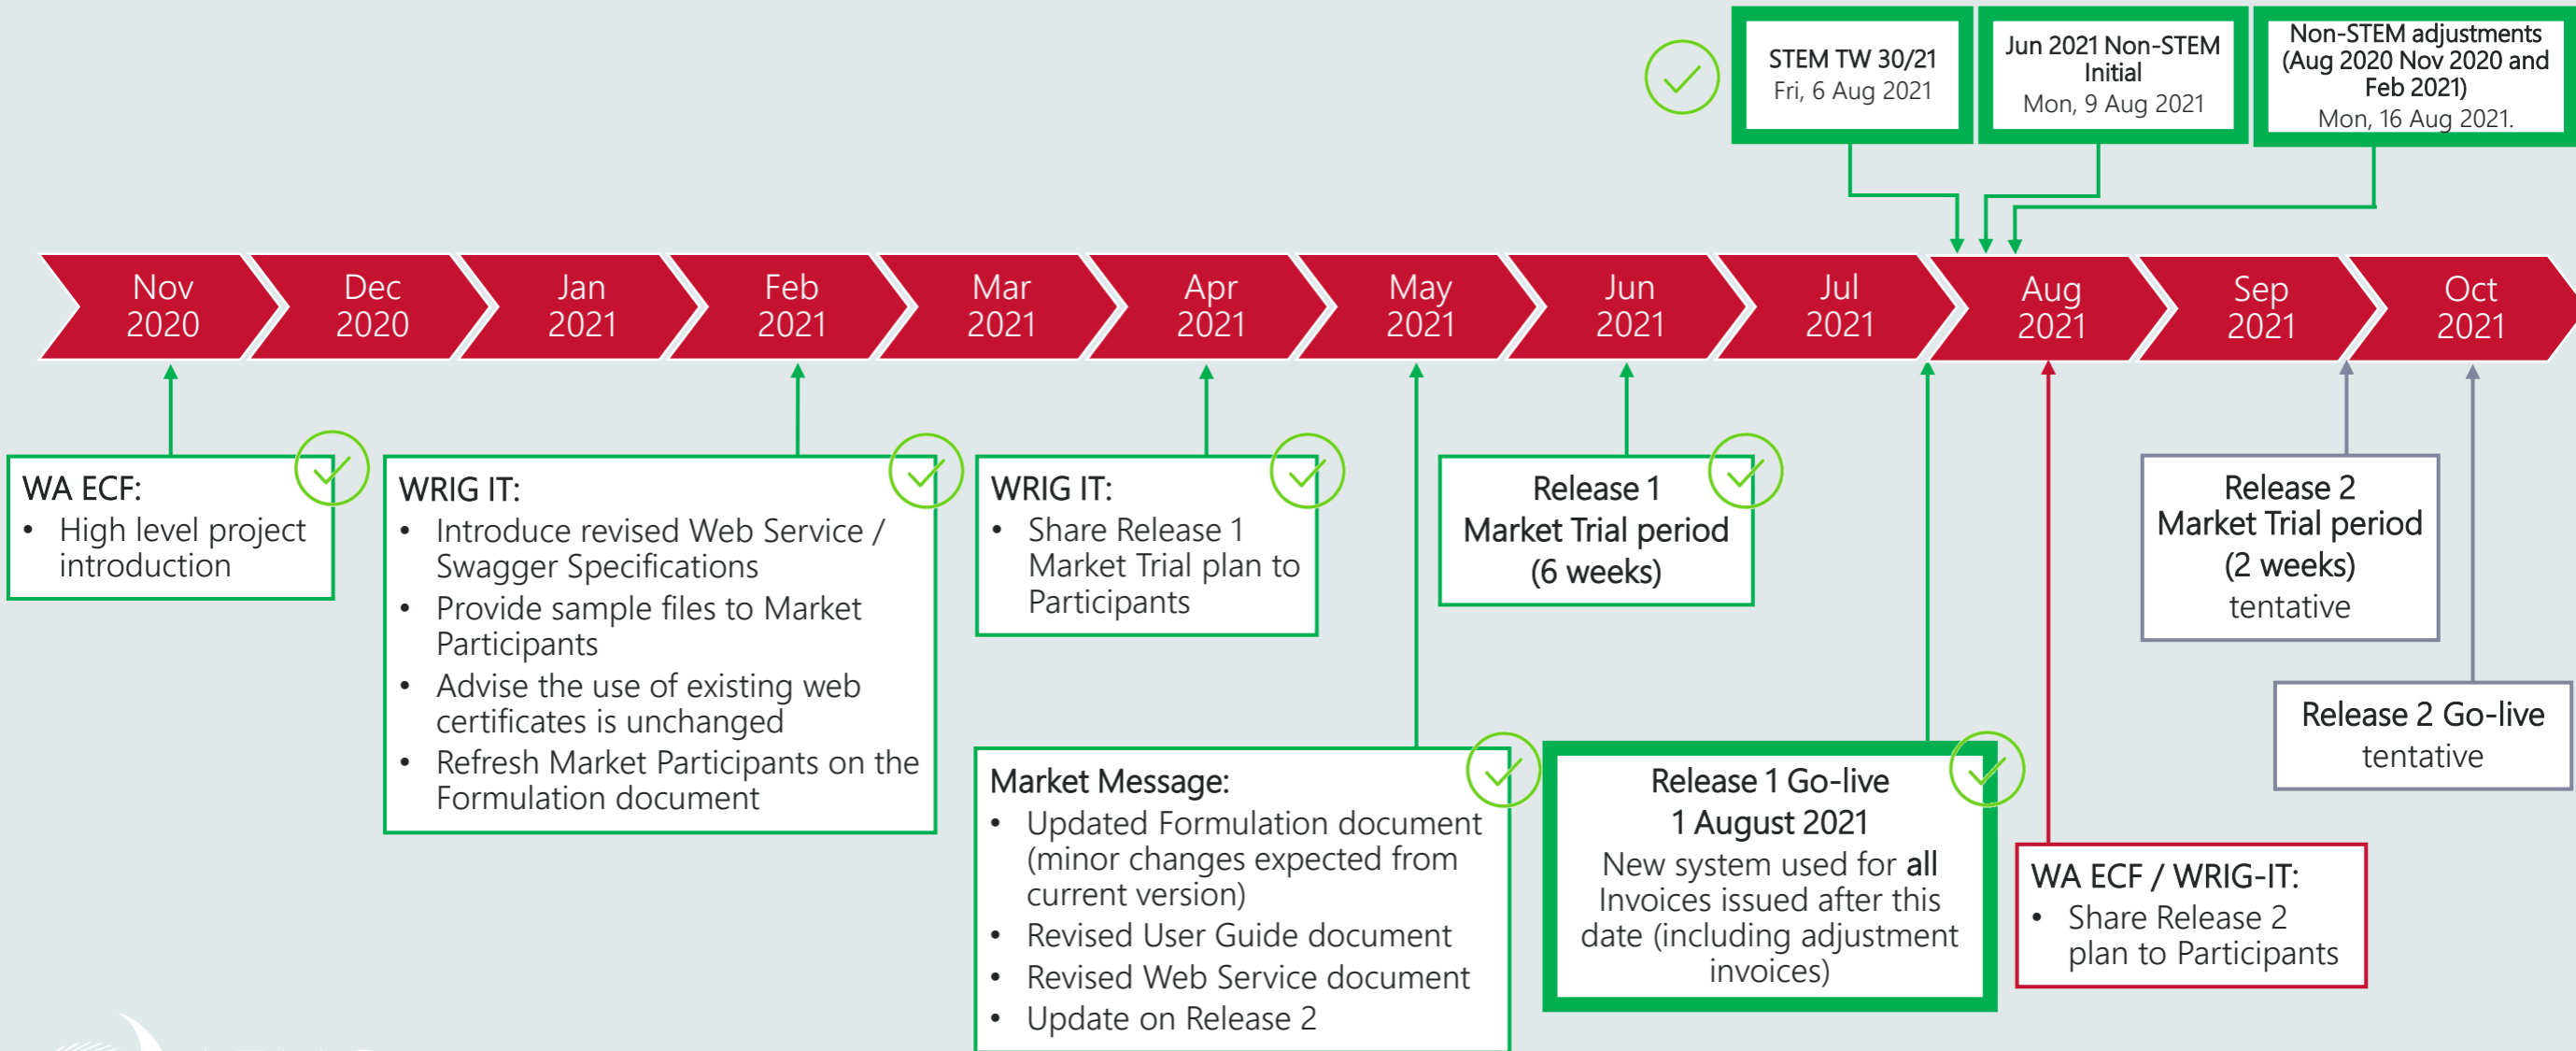 STEM TW 30/21
Fri, 6 Aug 2021
Jun 2021 Non-STEM
Initial
Mon, 9 Aug 2021
Non-STEM adjustments
(Aug 2020 Nov 2020 and
Feb 2021)
Mon, 16 Aug 2021.
Nov
2020
Dec
2020
Jan
2021
Feb
2021
Mar
2021
Apr
2021
May
2021
Jun
2021
Jul
2021
Aug
2021
Sep
2021
Oct
2021
WA ECF:
• High level project
introduction
WRIG IT:
• Introduce revised Web Service /
Swagger Specifications
• Provide sample files to Market
Participants
• Advise the use of existing web
certificates is unchanged
• Refresh Market Participants on the
Formulation document
WRIG IT:
• Share Release 1
Market Trial plan to
Participants
Market Message:
• Updated Formulation document
(minor changes expected from
current version)
• Revised User Guide document
• Revised Web Service document
• Update on Release 2
Release 1
Market Trial period
(6 weeks)
Release 1 Go-live
1 August 2021
New system used for all
Invoices issued after this
date (including adjustment
invoices)
WA ECF / WRIG-IT:
• Share Release 2
plan to Participants
Release 2
Market Trial period
(2 weeks)
tentative
Release 2 Go-live
tentative